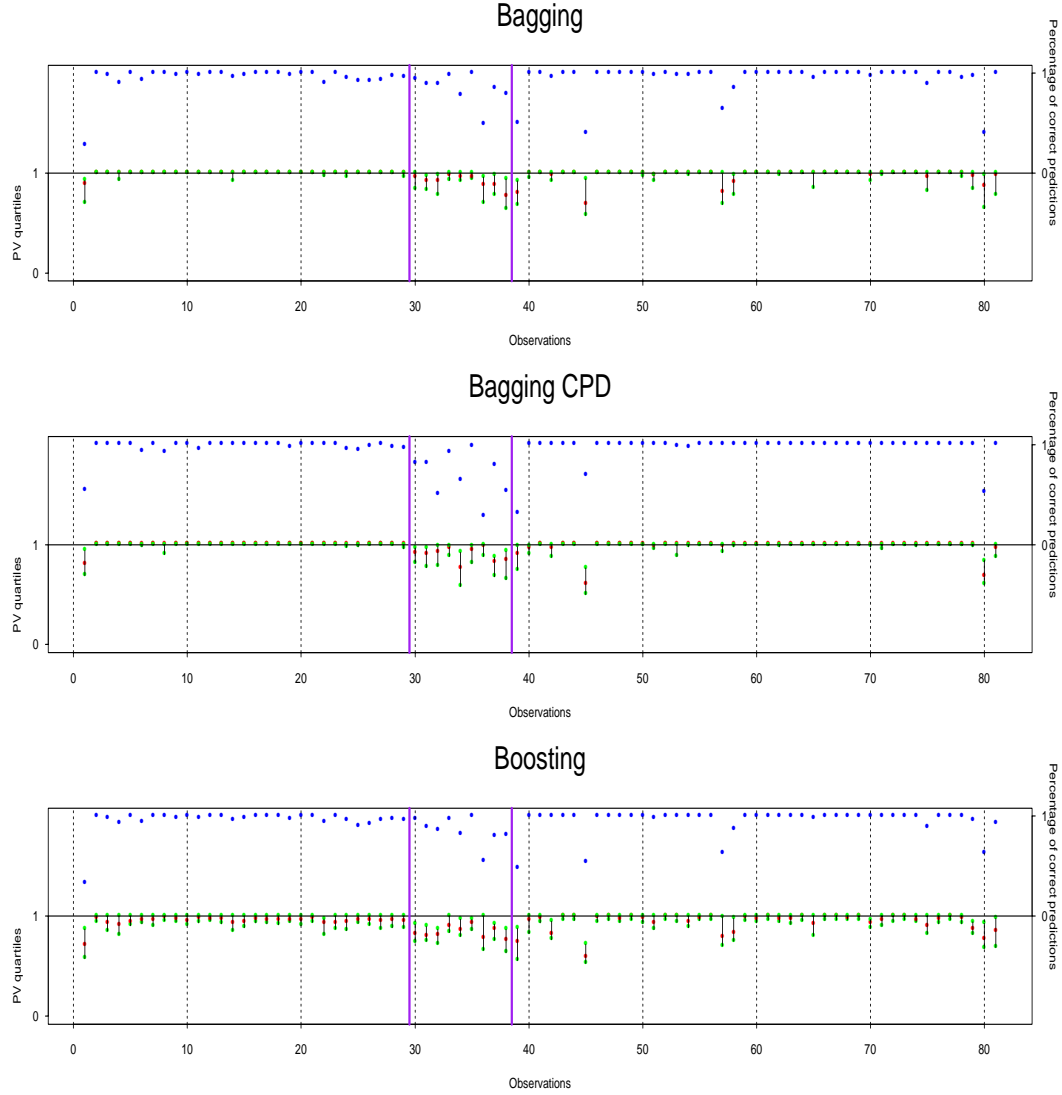 Bagging
PV quartiles
1
0
Percentage of correct predictions
1
0
0 10 20 30 40 50 60 70 80
Observations
Bagging CPD
PV quartiles
1
0
Percentage of correct predictions
1
0
0 10 20 30 40 50 60 70 80
Observations
Boosting
PV quartiles
1
0
Percentage of correct predictions
1
0
0 10 20 30 40 50 60 70 80
Observations